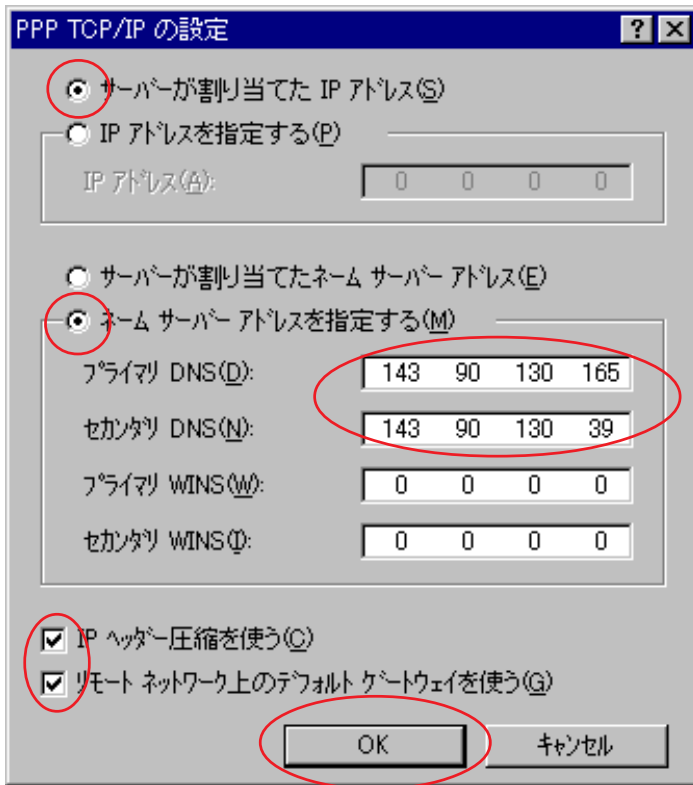 PPP TCP/IP の設定
サーバーが割り当てた IP アドレス(S)
IP アドレスを指定する(P)
IP アドレス(A): 0 0 0 0
サーバーが割り当てたネーム サーバー アドレス(E)
ネーム サーバー アドレスを指定する(M)
プライマリ DNS(D): 143 90 130 165
セカンダリ DNS(N): 143 90 130 39
プライマリ WINS(W): 0 0 0 0
セカンダリ WINS(I): 0 0 0 0
IP ヘッダー圧縮を使う(C)
リモート ネットワーク上のデフォルト ゲートウェイを使う(G)
OK キャンセル